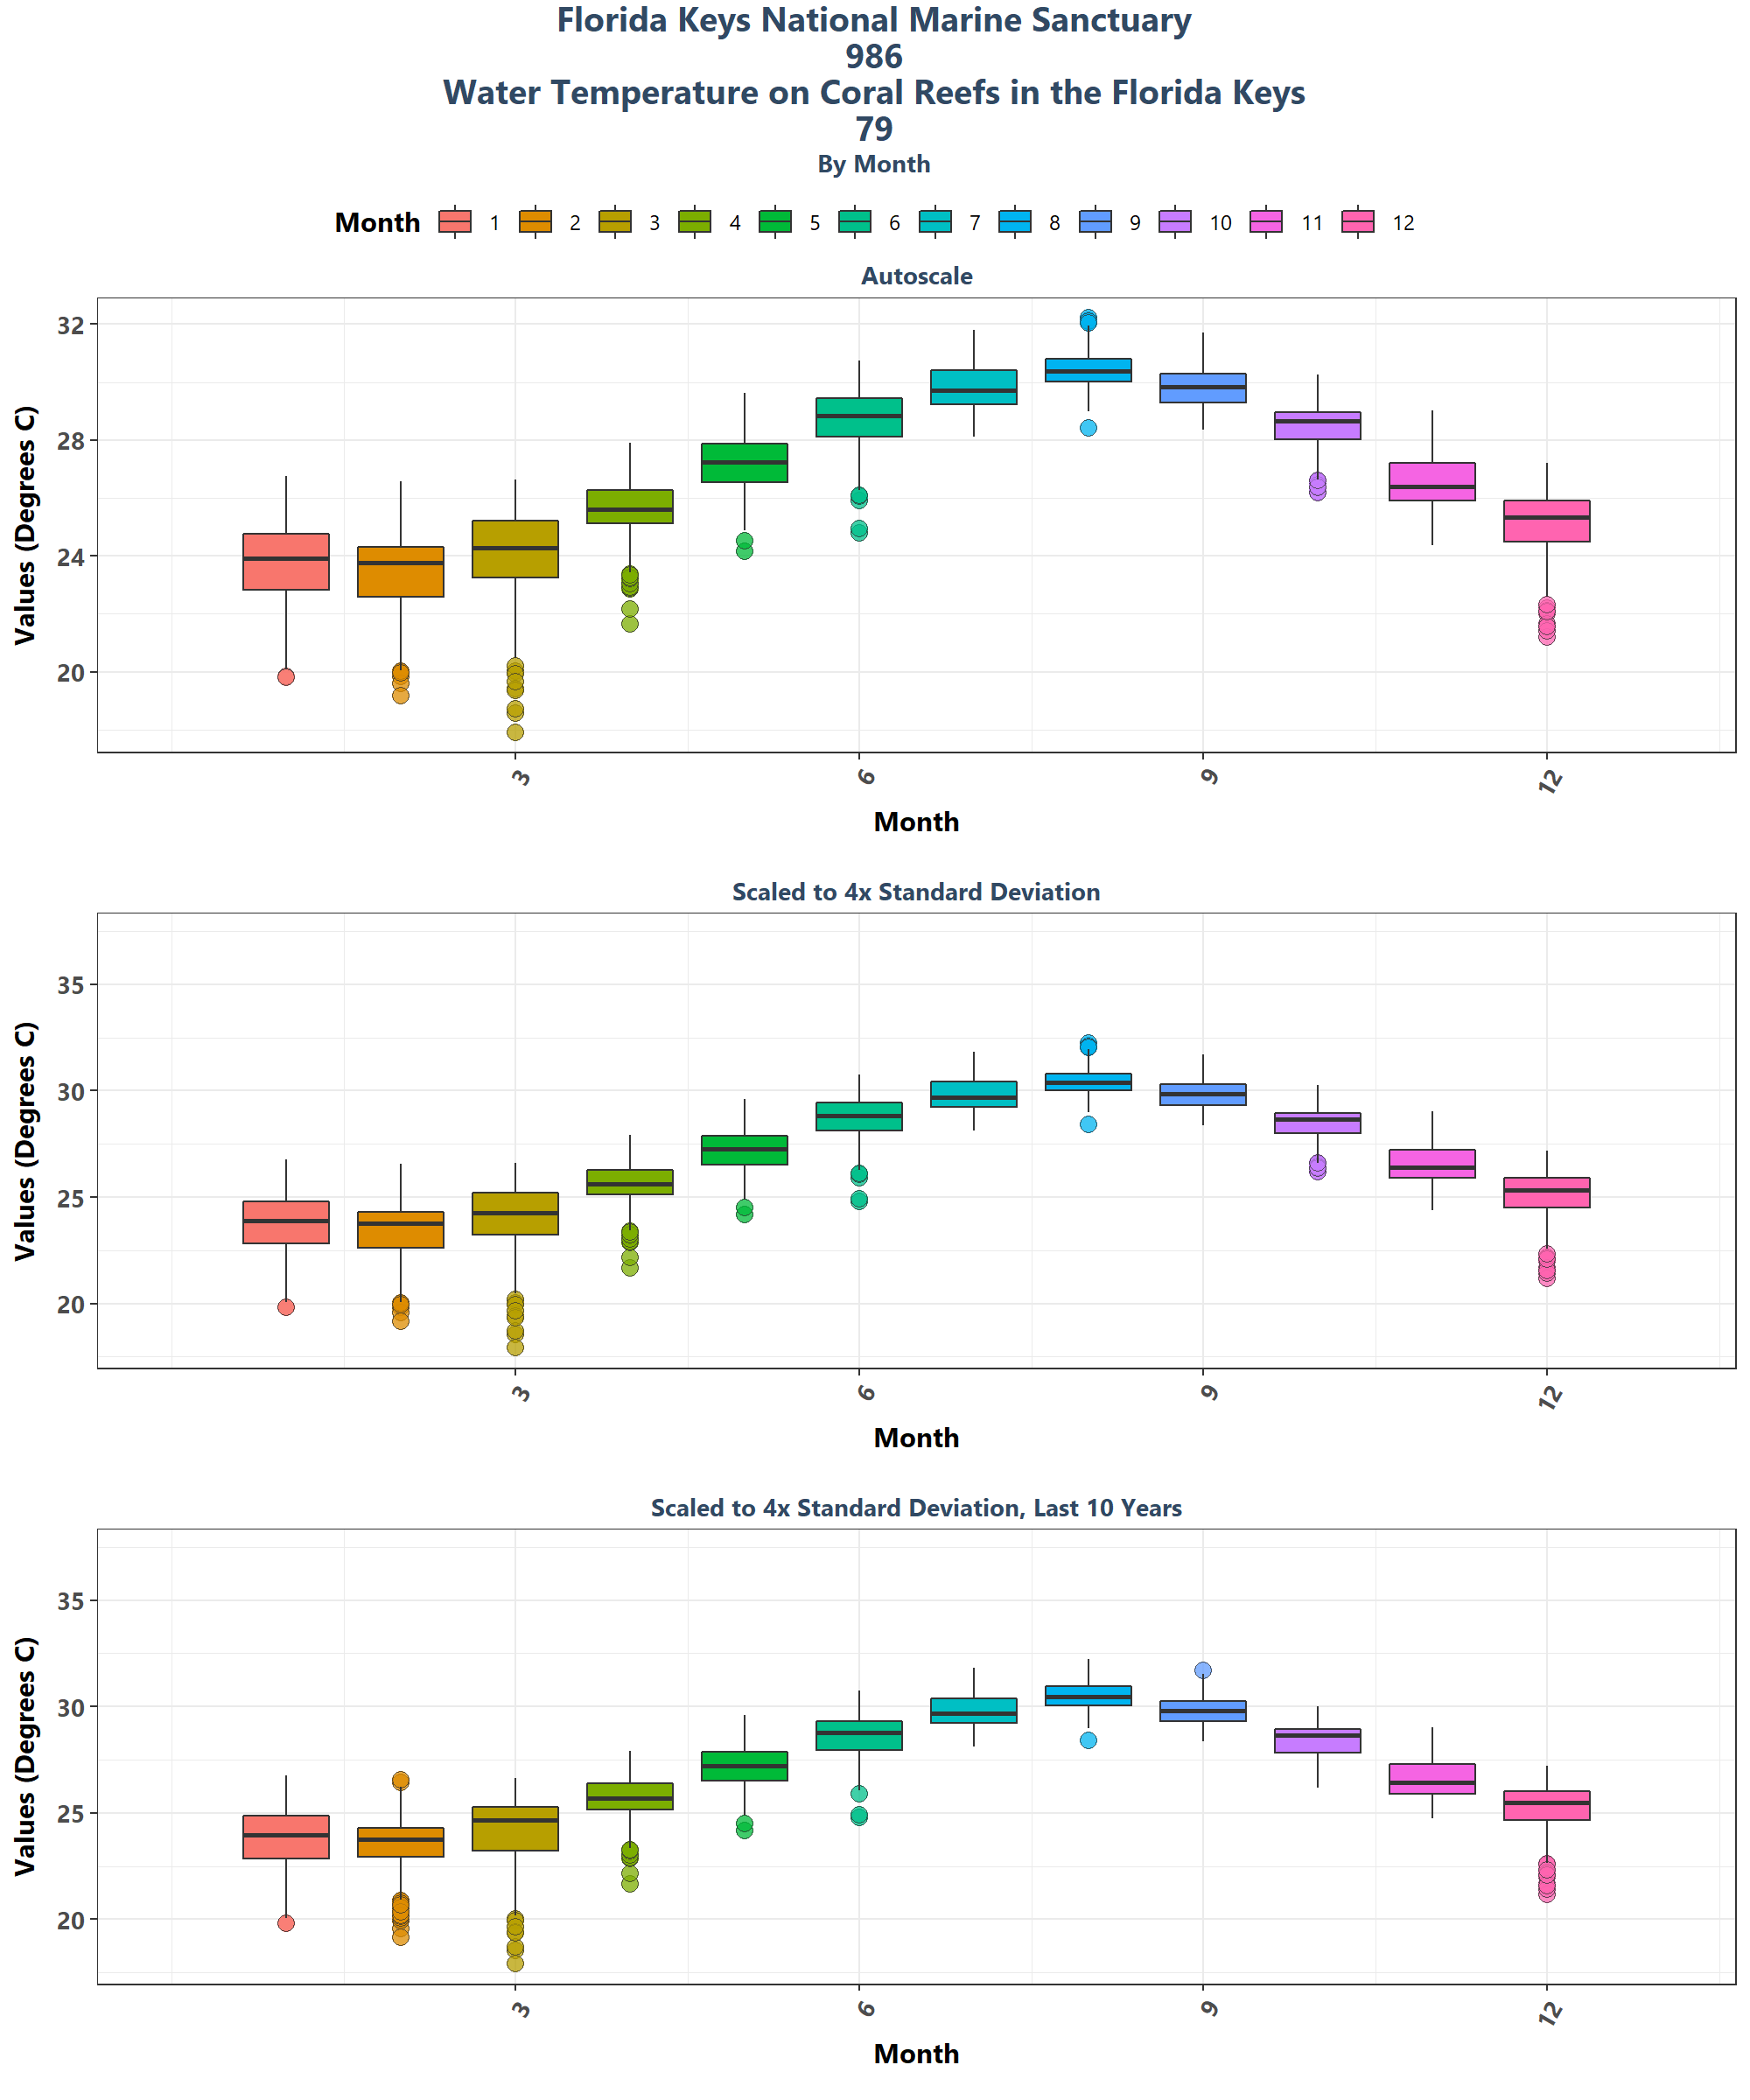 Florida Keys National Marine Sanctuary
986
Water Temperature on Coral Reefs in the Florida Keys
79
By Month
Month 1 2 3 4 5 6 7 8 9 10 11 12
Autoscale
Values (Degrees C)
32
28
24
20
3 6 9 12
Month
Scaled to 4x Standard Deviation
Values (Degrees C)
35
30
25
20
3 6 9 12
Month
Scaled to 4x Standard Deviation, Last 10 Years
Values (Degrees C)
35
30
25
20
3 6 9 12
Month